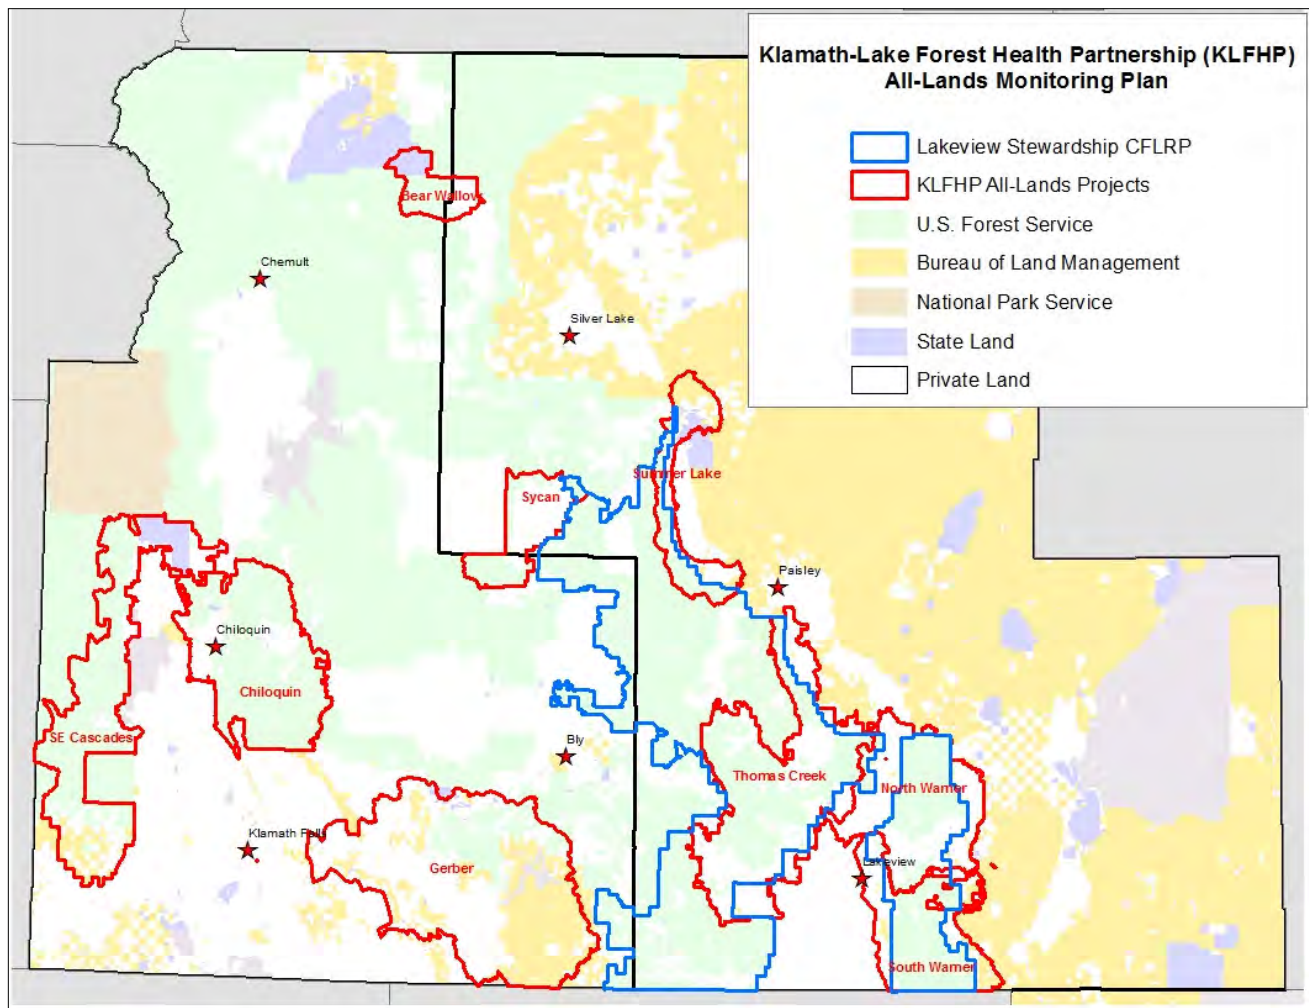 Klamath-Lake Forest Health Partnership (KLFHP)
All-Lands Monitoring Plan
Lakeview Stewardship CFLRP
KLFHP All-Lands Projects
U.S. Forest Service
Bureau of Land Management
National Park Service
State Land
Private Land
Bear Wallow
Chemult
Silver Lake
Summer Lake
Sycan
Paisley
Chiloquin
Chiloquin
SE Cascades
Bly
Thomas Creek
North Warner
Klamath Falls
Gerber
Lakeview
South Warner